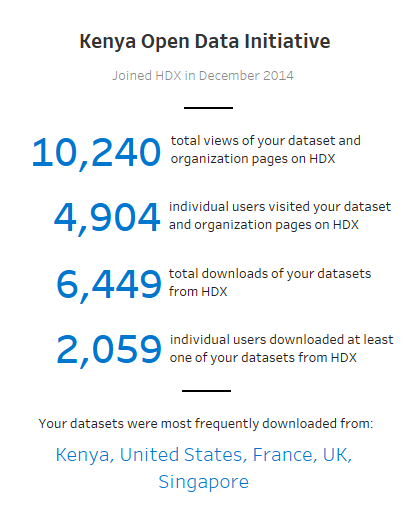 Kenya Open Data Initiative
Joined HDX in December 2014
10,240 total views of your dataset and
organization pages on HDX
4,904 individual users visited your dataset
and organization pages on HDX
6,449 total downloads of your datasets
from HDX
2,059 individual users downloaded at least
one of your datasets from HDX
Your datasets were most frequently downloaded from:
Kenya, United States, France, UK,
Singapore